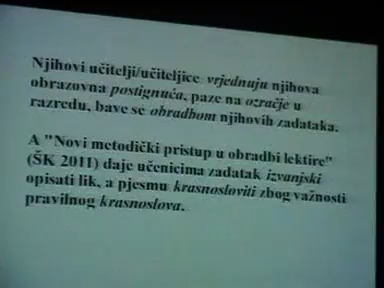 Njihovi učitelji/učiteljice vrjednuju njihova
obrazovna postignuća, paze na ozračje u
razredu, bave se obradbom njihovih zadataka.
A "Novi metodički pristup u obradbi lektire"
(ŠK 2011) daje učenicima zadatak izvanjski
opisati lik, a pjesmu krasnosloviti zbog važnosti
pravilnog krasnoslova.